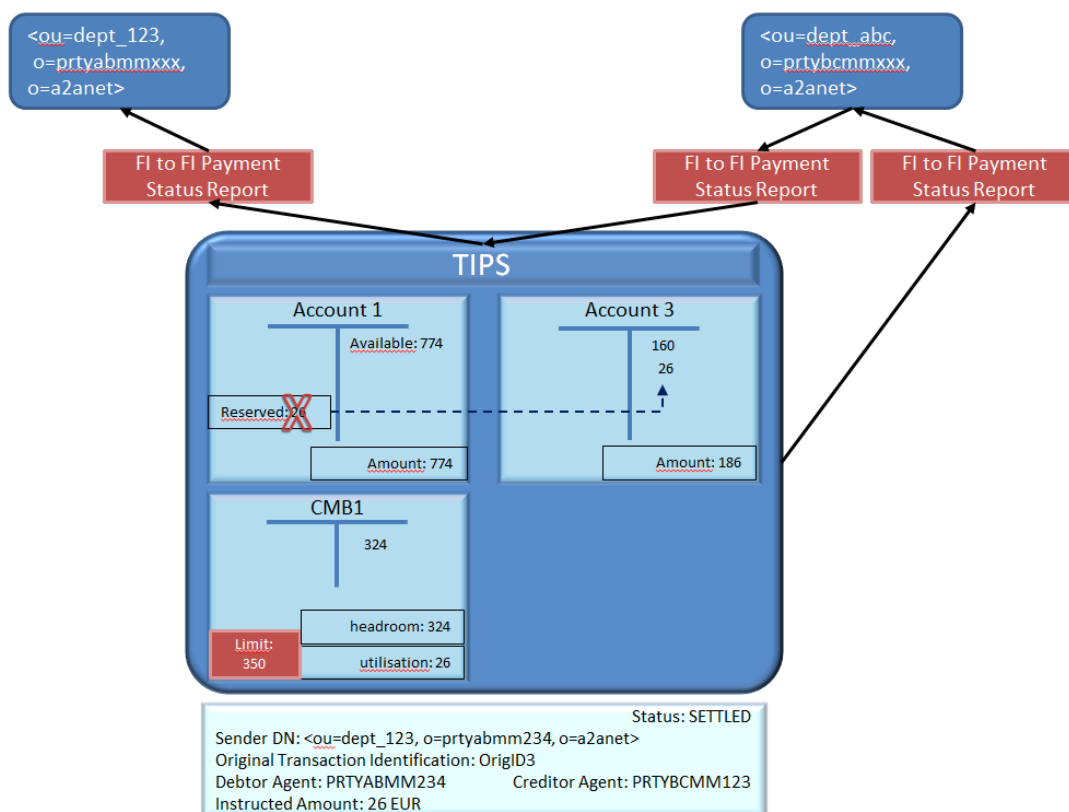 <ou=dept_123,
o=prtyabmmxxx,
o=a2anet>
<ou=dept_abc,
o=prtybcmmxxx,
o=a2anet>
FI to FI Payment
Status Report
FI to FI Payment
Status Report
FI to FI Payment
Status Report
TIPS
Account 1
Available: 774
Reserved: 26
Amount: 774
Account 3
160
26
Amount: 186
CMB1
324
headroom: 324
Limit:
350
utilisation: 26
Status: SETTLED
Sender DN: <ou=dept_123, o=prtyabmm234, o=a2anet>
Original Transaction Identification: OrigID3
Debtor Agent: PRTYABMM234 Creditor Agent: PRTYBCMM123
Instructed Amount: 26 EUR